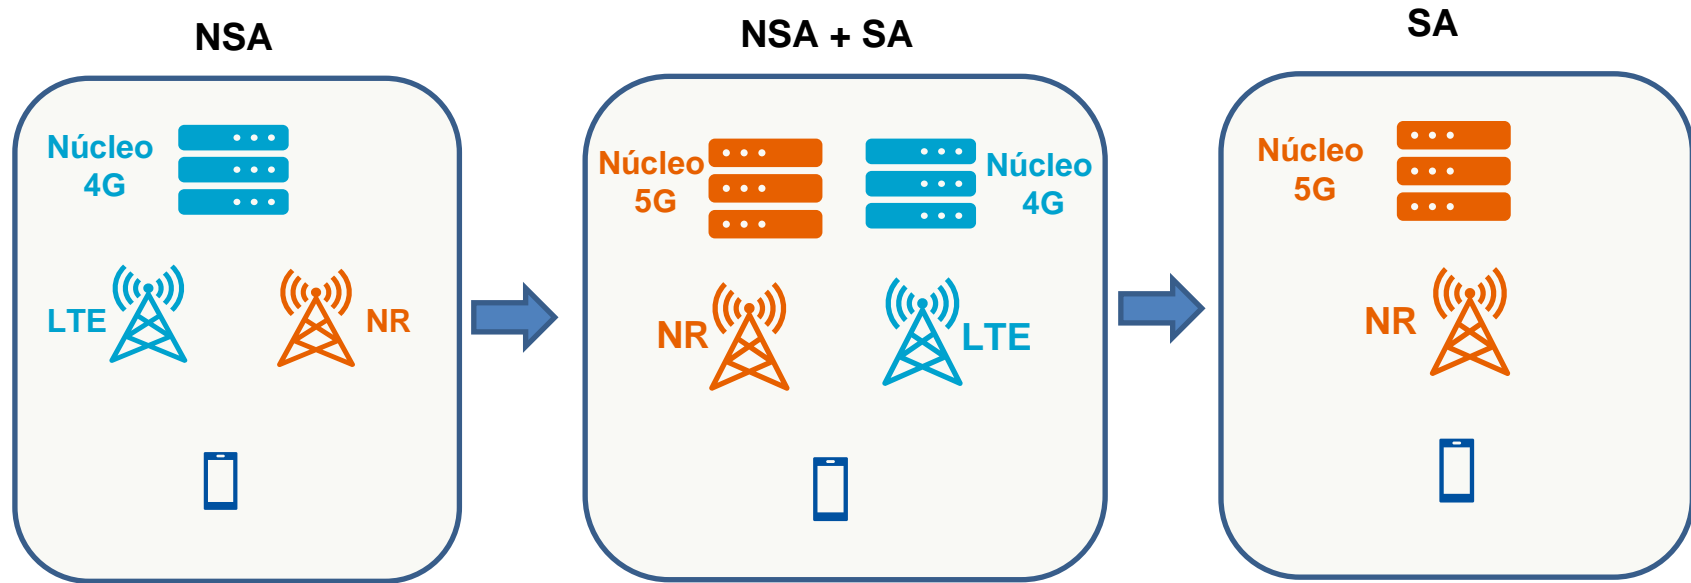 NSA
NSA + SA
SA
Núcleo
4G
LTE
NR
Núcleo
5G
Núcleo
4G
NR
LTE
Núcleo
5G
NR